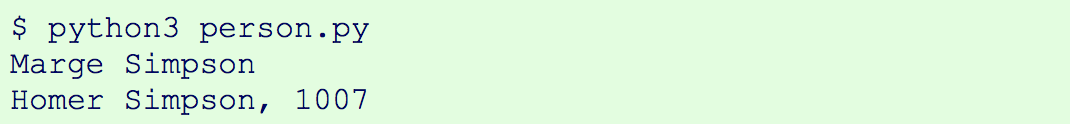 $ python3 person.py
Marge Simpson
Homer Simpson, 1007